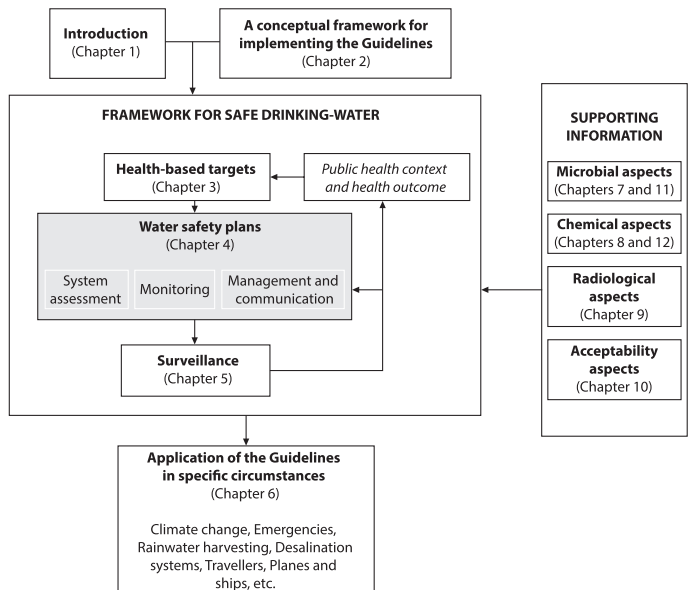 Introduction
(Chapter 1)
A conceptual framework for
implementing the Guidelines
(Chapter 2)
FRAMEWORK FOR SAFE DRINKING-WATER
Health-based targets
(Chapter 3)
Public health context
and health outcome
Water safety plans
(Chapter 4)
System
assessment
Monitoring
Management and
communication
Surveillance
(Chapter 5)
SUPPORTING
INFORMATION
Microbial aspects
(Chapters 7 and 11)
Chemical aspects
(Chapters 8 and 12)
Radiological
aspects
(Chapter 9)
Acceptability
aspects
(Chapter 10)
Application of the Guidelines
in specific circumstances
(Chapter 6)
Climate change, Emergencies,
Rainwater harvesting, Desalination
systems, Travellers, Planes and
ships, etc.